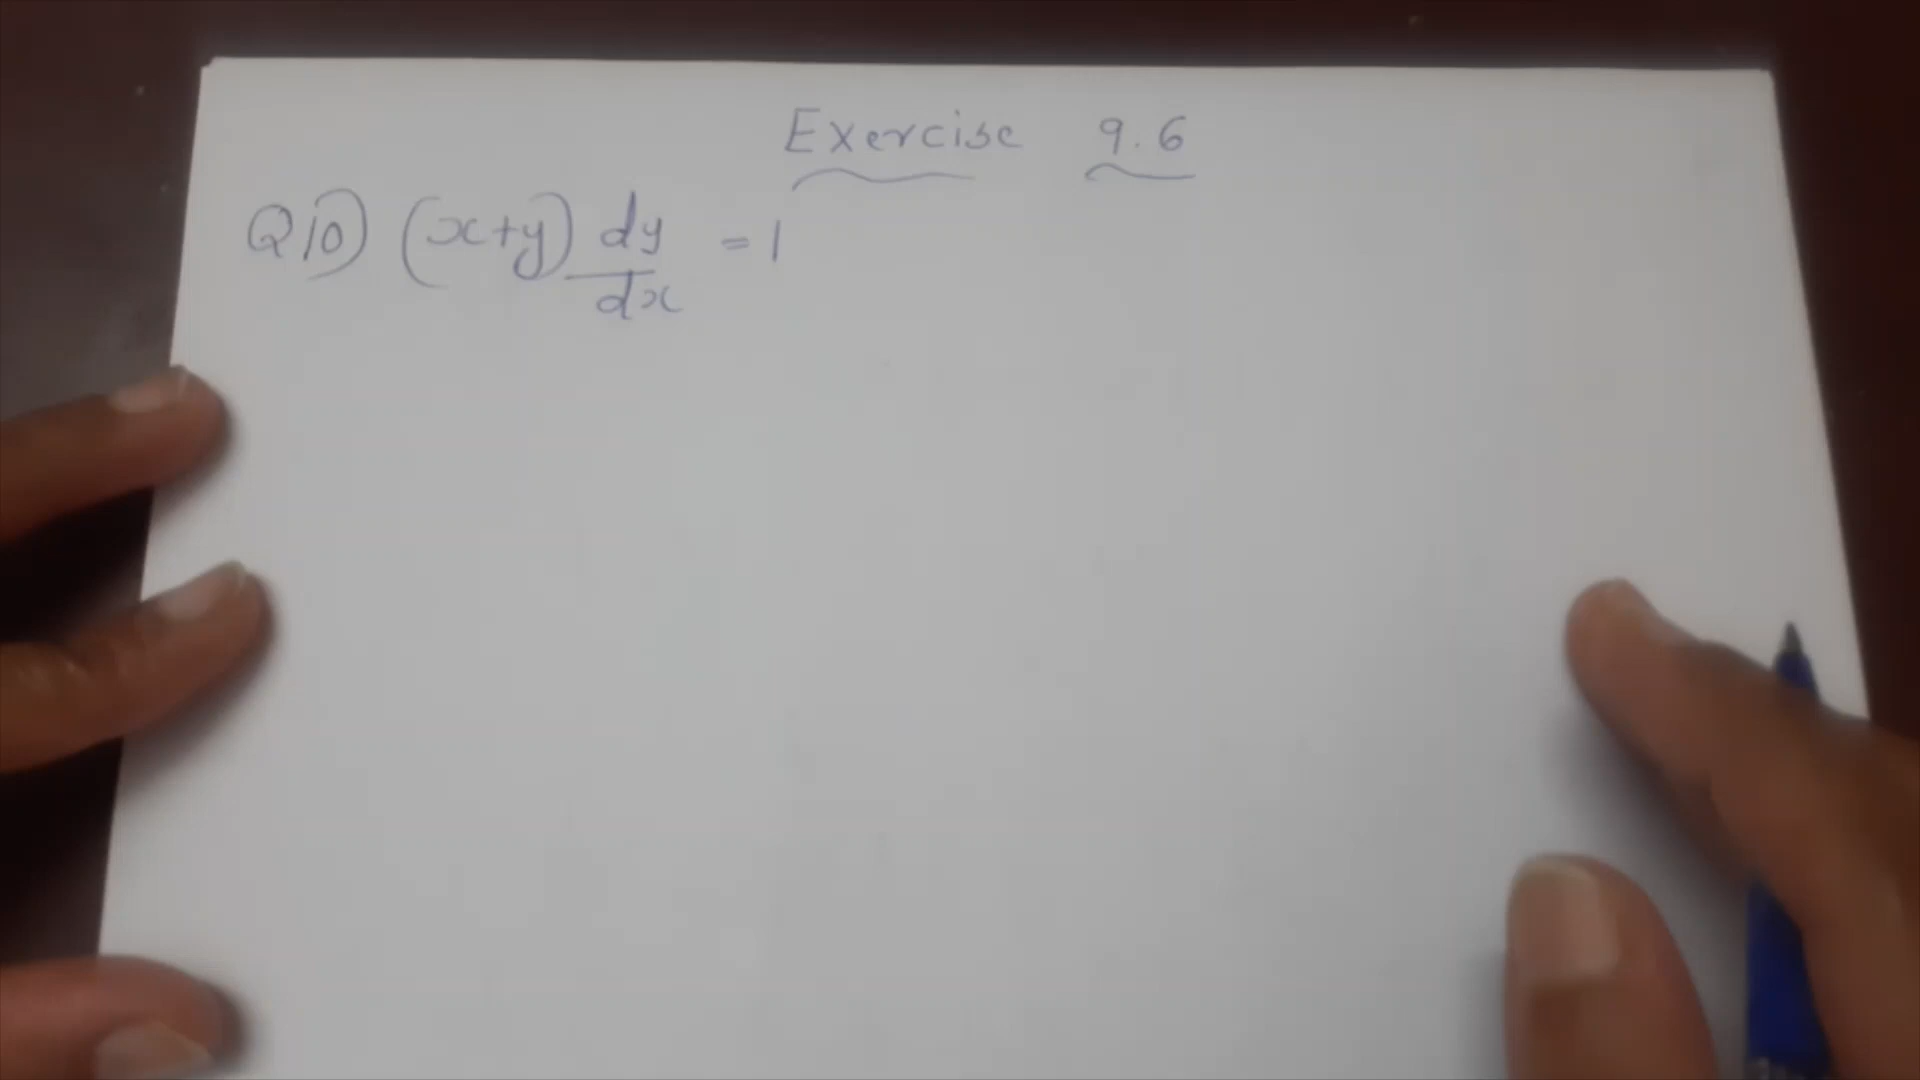 Exercise 9.6
Q10) (x+y) dy/dx = 1